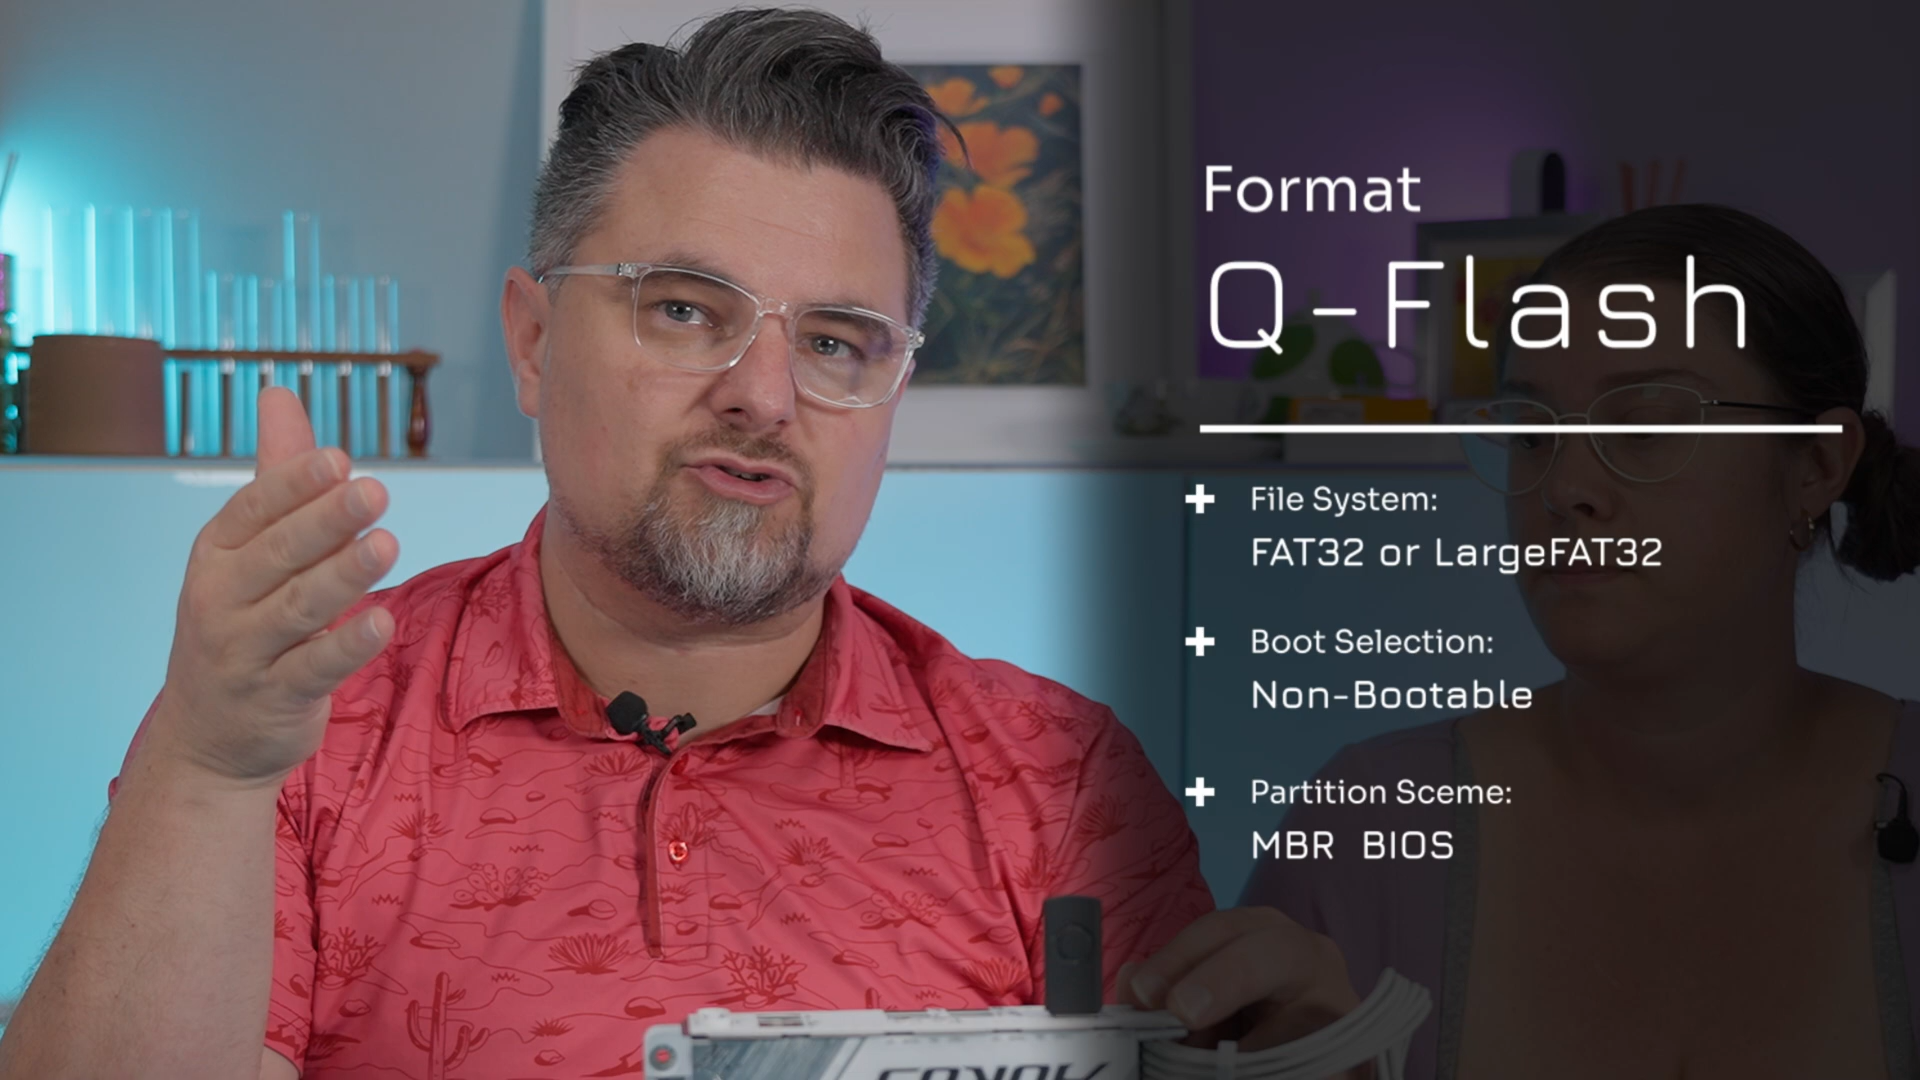 Format
Q-Flash
File System:
FAT32 or LargeFAT32
Boot Selection:
Non-Bootable
Partition Sceme:
MBR BIOS